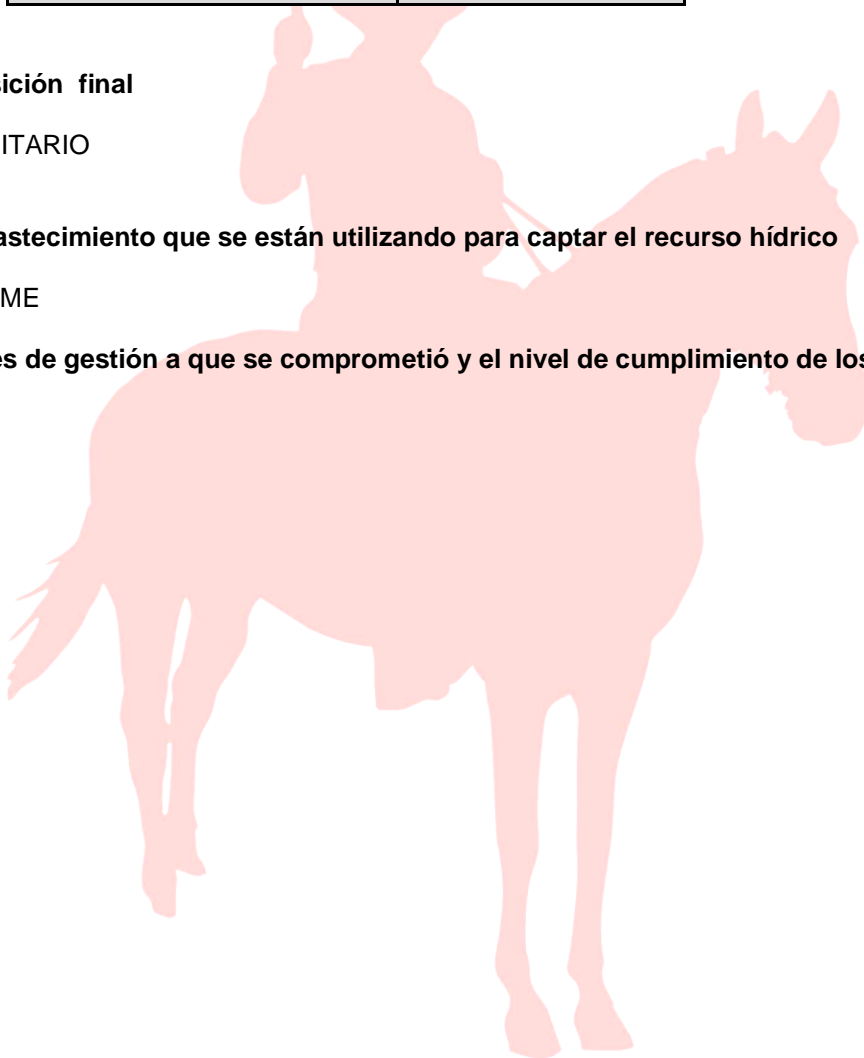 sición final
ITARIO
astecimiento que se están utilizando para captar el recurso hídrico
ME
es de gestión a que se comprometió y el nivel de cumplimiento de los